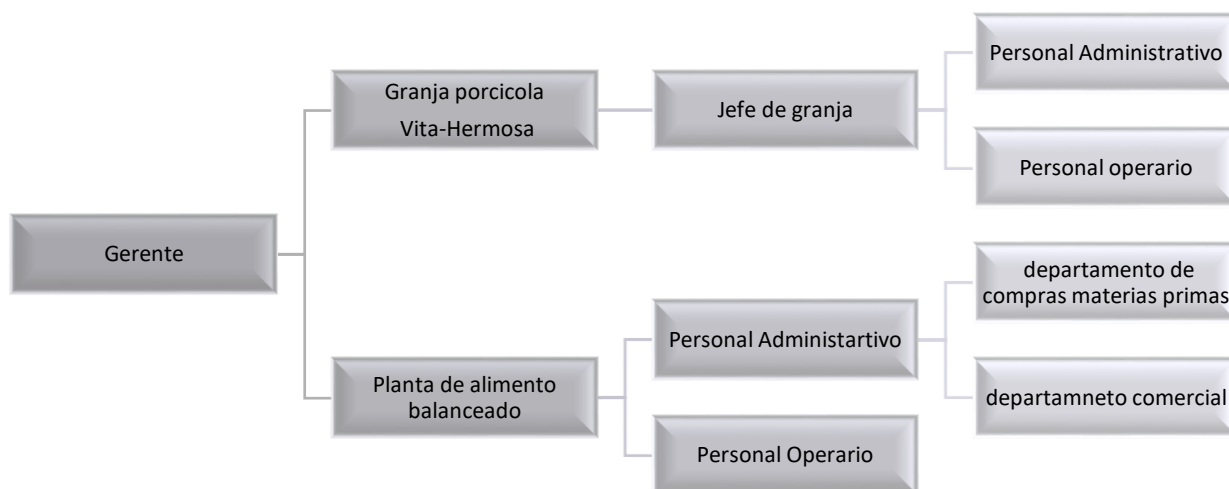 Gerente
Granja porcicola
Vita-Hermosa
Jefe de granja
Personal Administrativo
Personal operario
Planta de alimento
balanceado
Personal Administartivo
departamento de
compras materias primas
departamneto comercial
Personal Operario